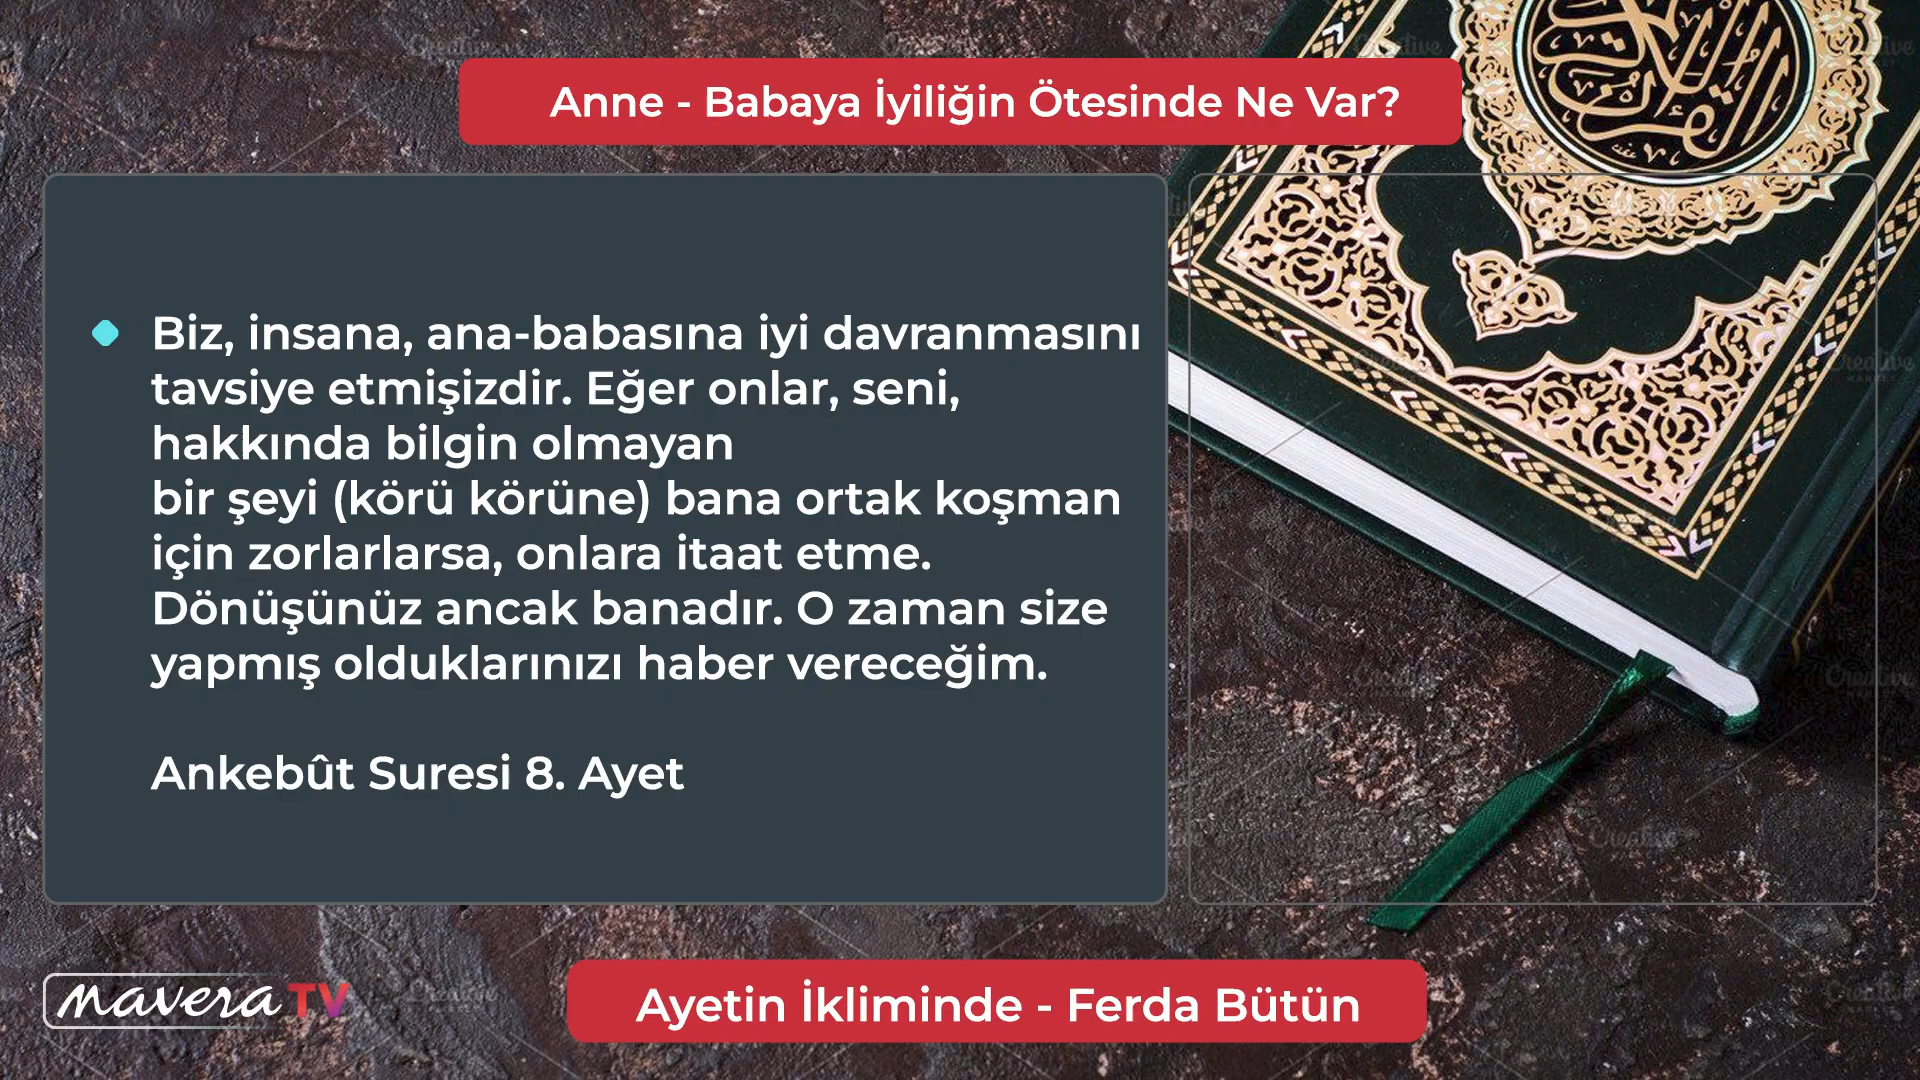 Anne - Babaya İyiliğin Ötesinde Ne Var?
Biz, insana, ana-babasına iyi davranmasını
tavsiye etmişizdir. Eğer onlar, seni,
hakkında bilgin olmayan
bir şeyi (körü körüne) bana ortak koşman
için zorlarlarsa, onlara itaat etme.
Dönüşünüz ancak banadır. O zaman size
yapmış olduklarınızı haber vereceğim.
Ankebût Suresi 8. Ayet
mavera TV
Ayetin İkliminde - Ferda Bütün
Creative
MARKET